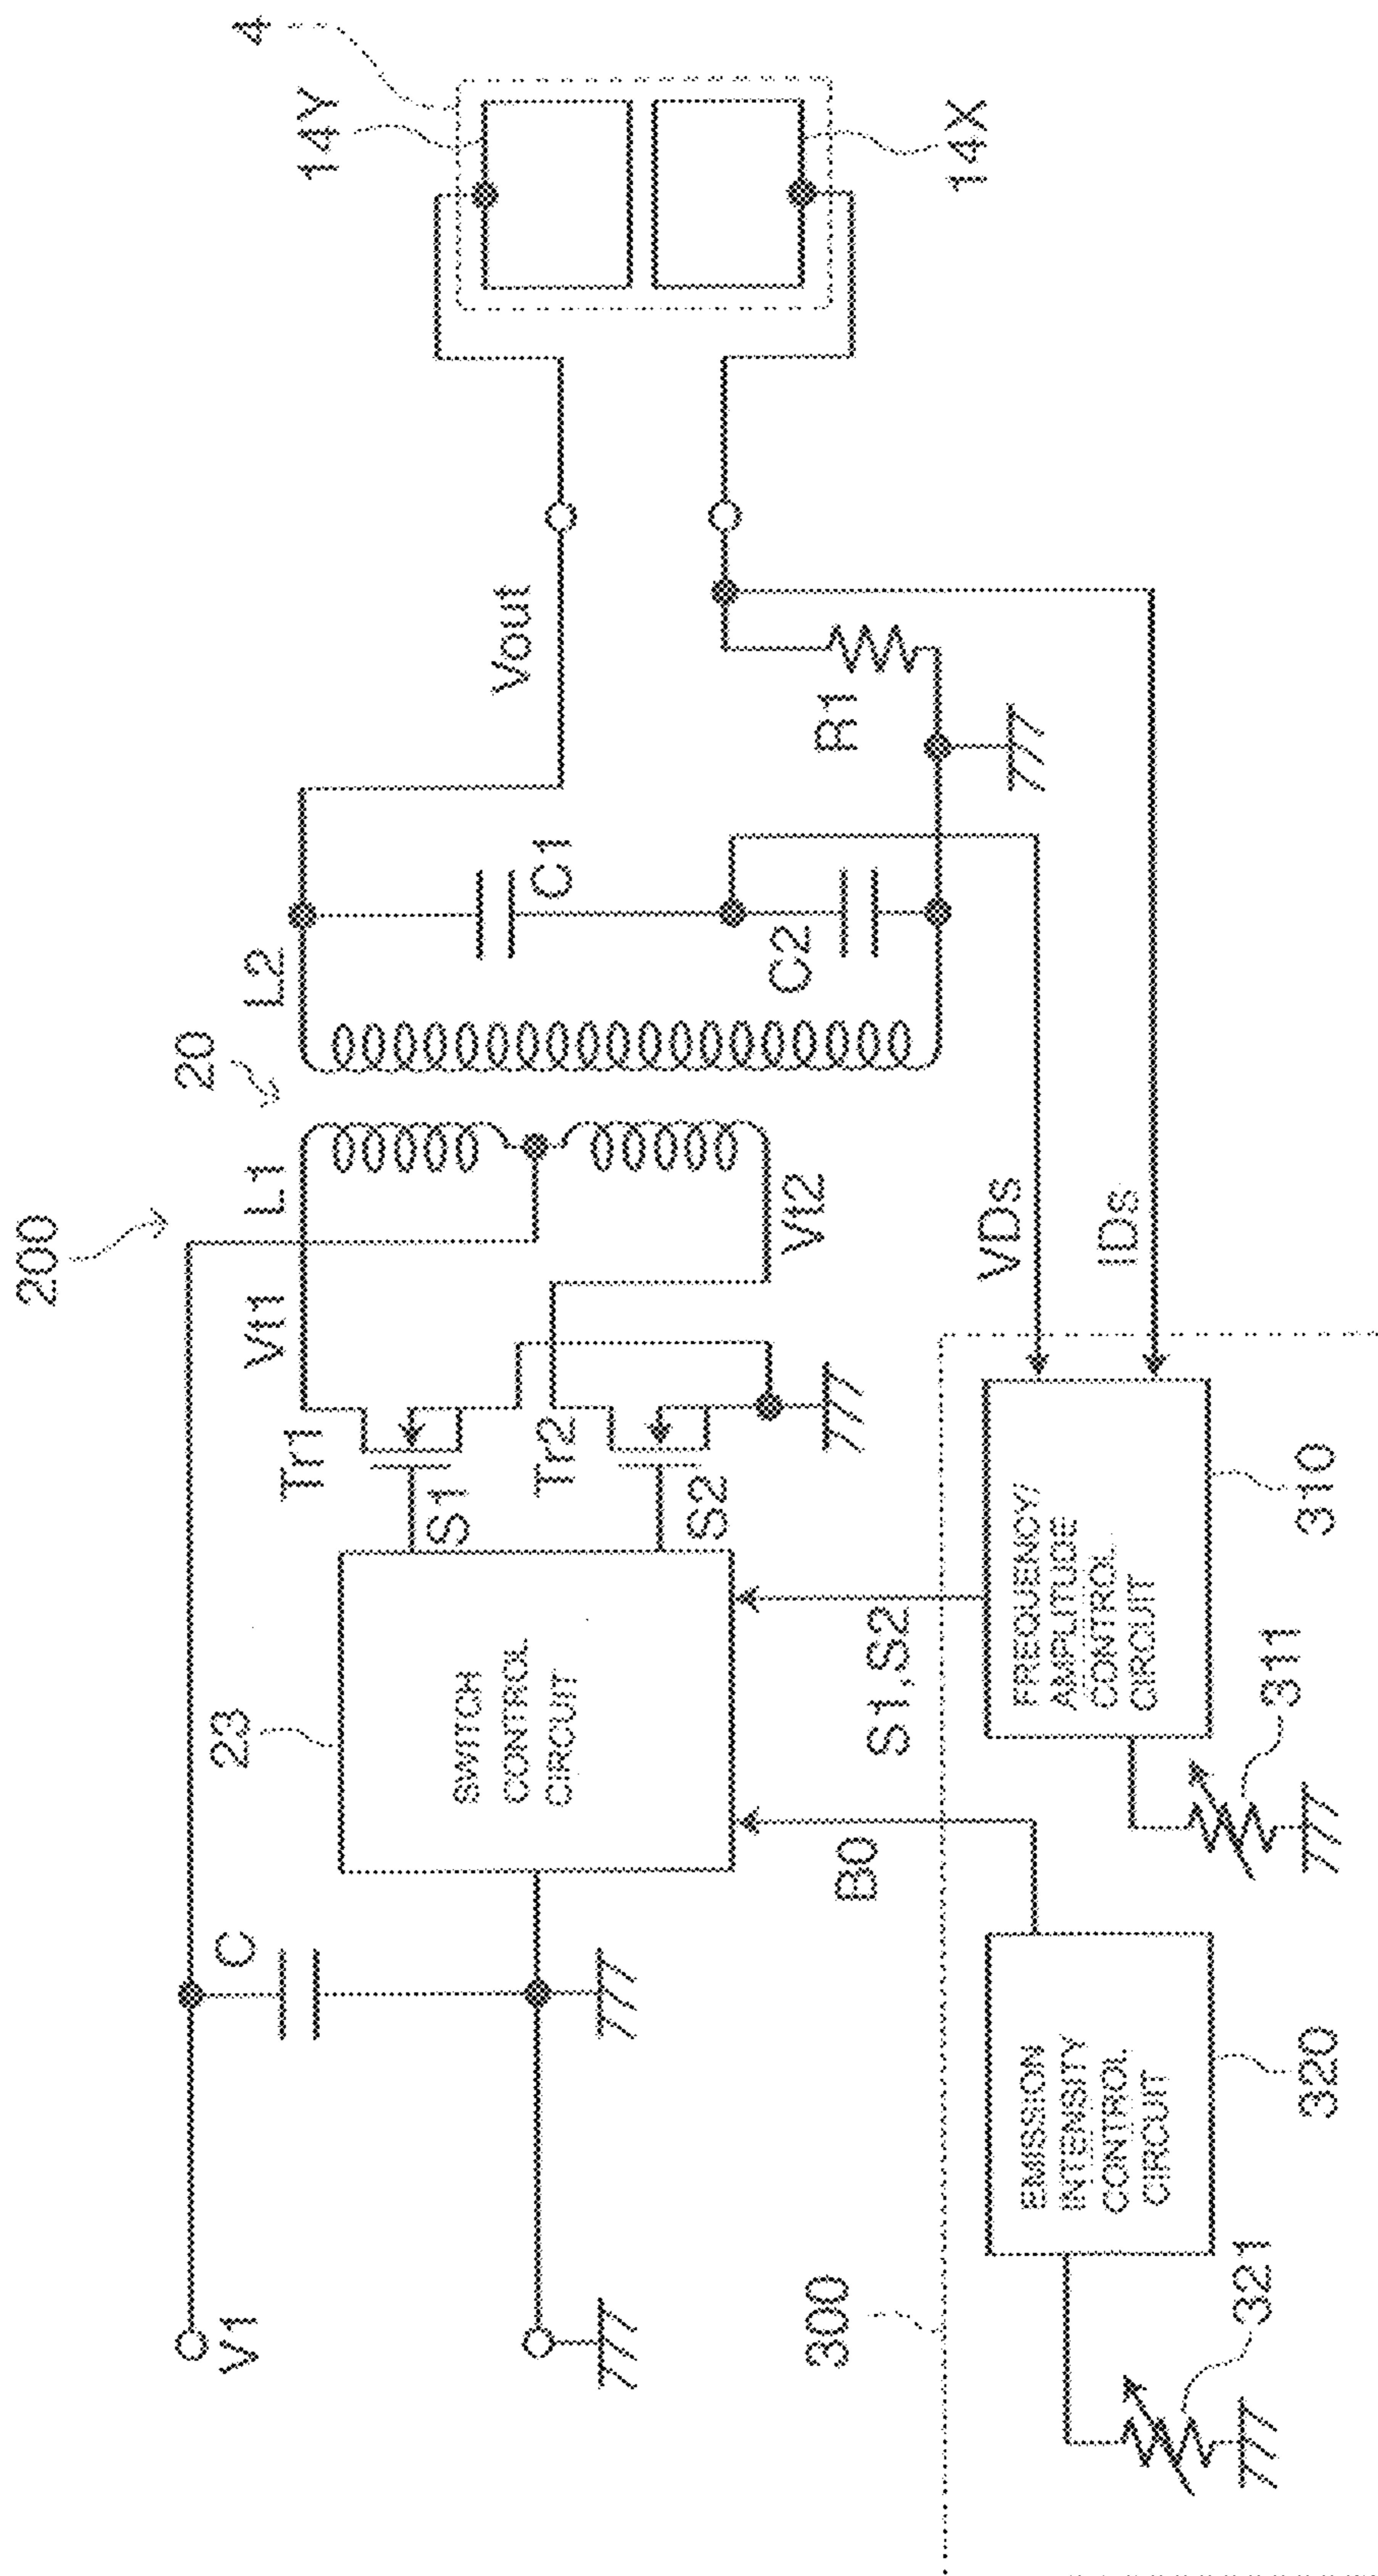 200
20
4
14Y
V1
C
23
SWITCH
CONTROL
CIRCUIT
Tr1
S1
Tr2
S2
Vi1
L1
L2
Vi2
C1
C2
Vout
R1
14X
300
B0
S1,S2
VDs
IDs
321
EMISSION
INTENSITY
CONTROL
CIRCUIT
320
311
FREQUENCY/
AMPLITUDE
CONTROL
CIRCUIT
310